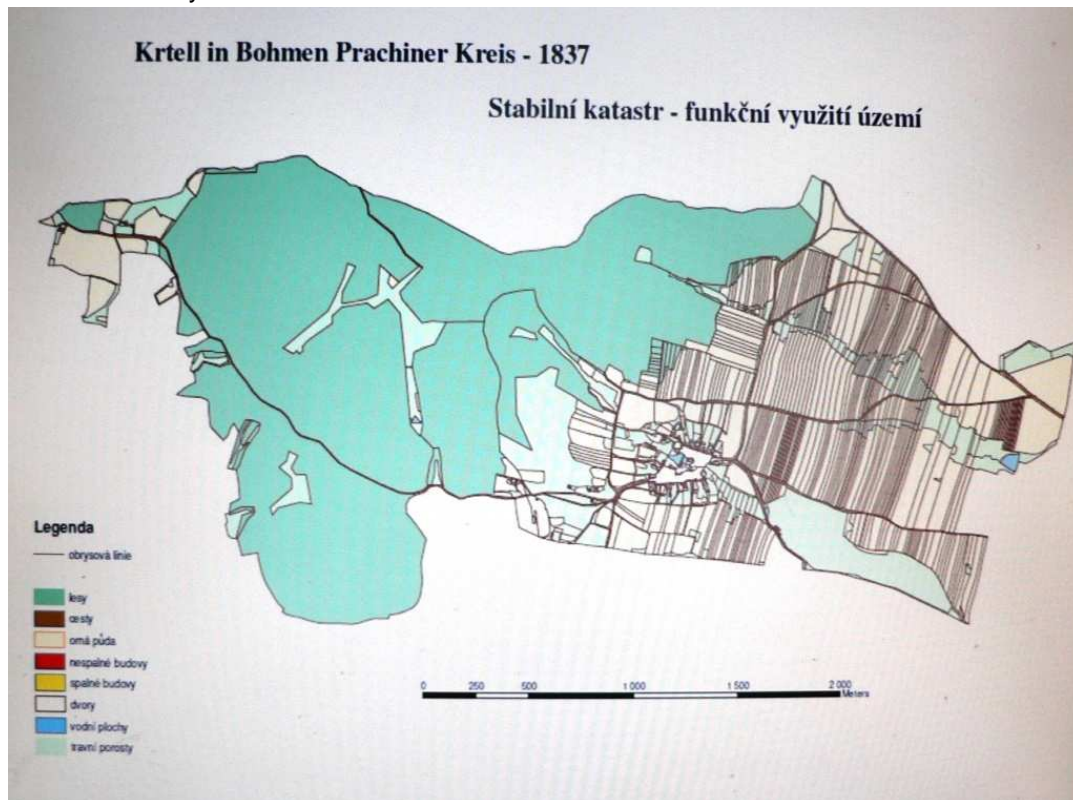 Krtell in Bohmen Prachiner Kreis - 1837
Stabilní katastr - funkční využití území
Legenda
obrysová linie
lesy
cesty
orná půda
nespalné budovy
spalné budovy
dvory
vodní plochy
travní porosty
0 250 500 1 000 1 500 2 000
Meters